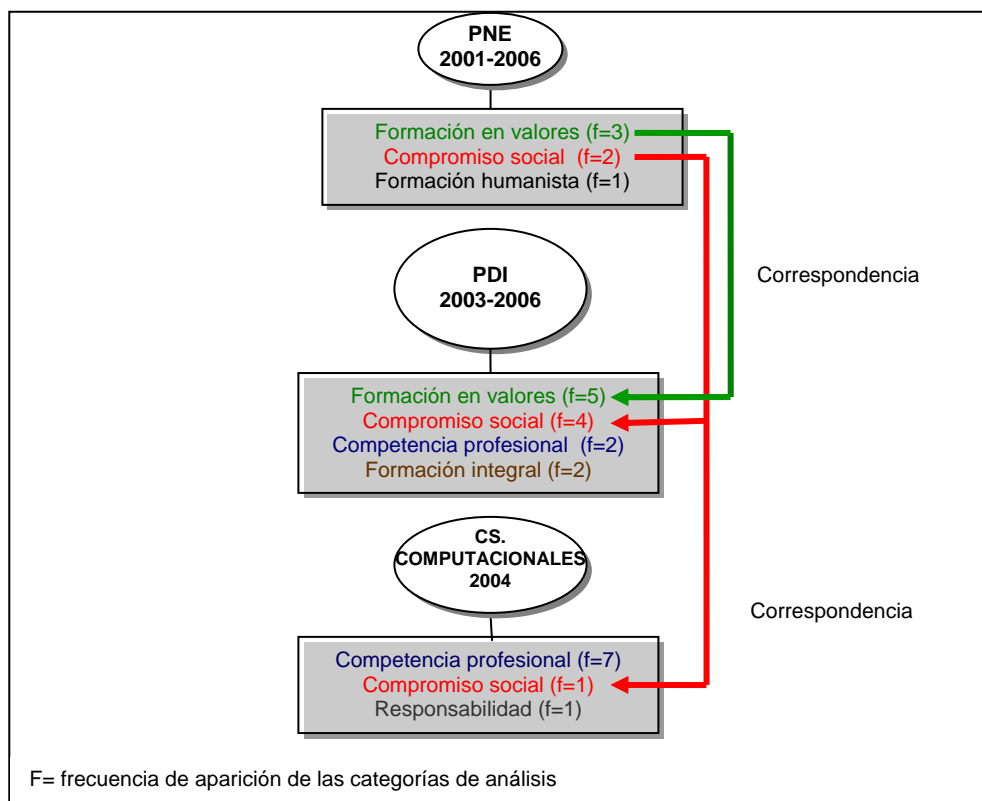 PNE
2001-2006
Formación en valores (f=3)
Compromiso social (f=2)
Formación humanista (f=1)
PDI
2003-2006
Correspondencia
Formación en valores (f=5)
Compromiso social (f=4)
Competencia profesional (f=2)
Formación integral (f=2)
CS.
COMPUTACIONALES
2004
Correspondencia
Competencia profesional (f=7)
Compromiso social (f=1)
Responsabilidad (f=1)
F= frecuencia de aparición de las categorías de análisis